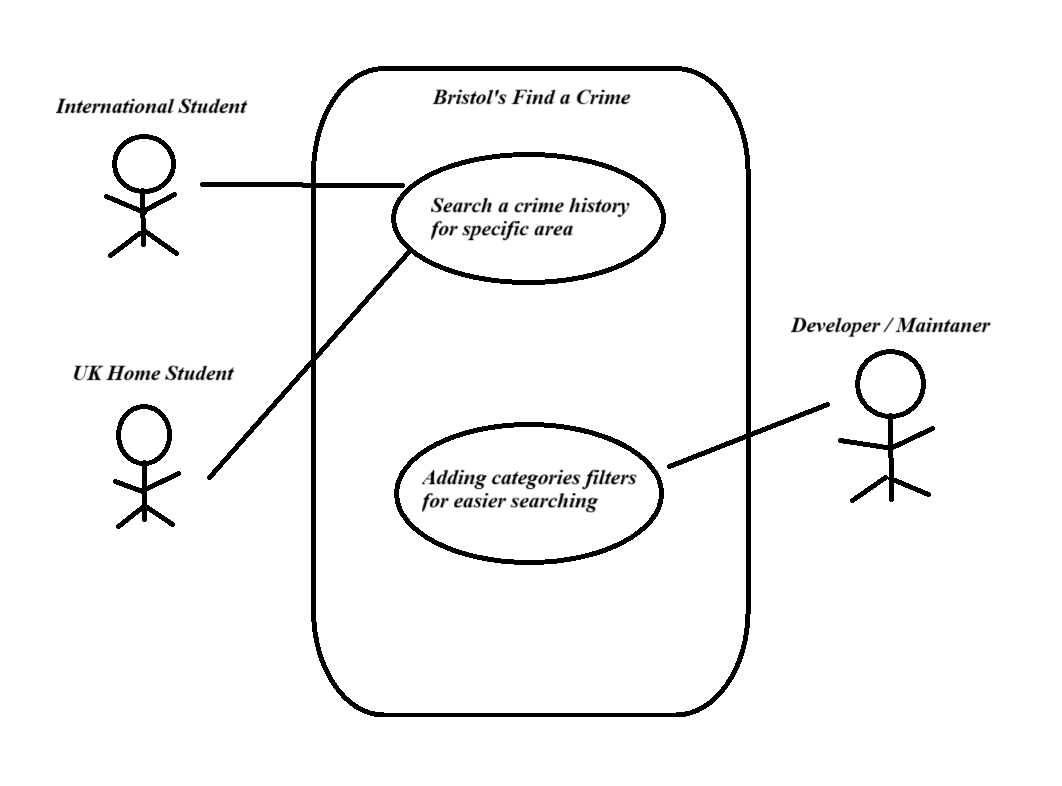 International Student
Bristol's Find a Crime
Search a crime history
for specific area
Developer / Maintaner
UK Home Student
Adding categories filters
for easier searching